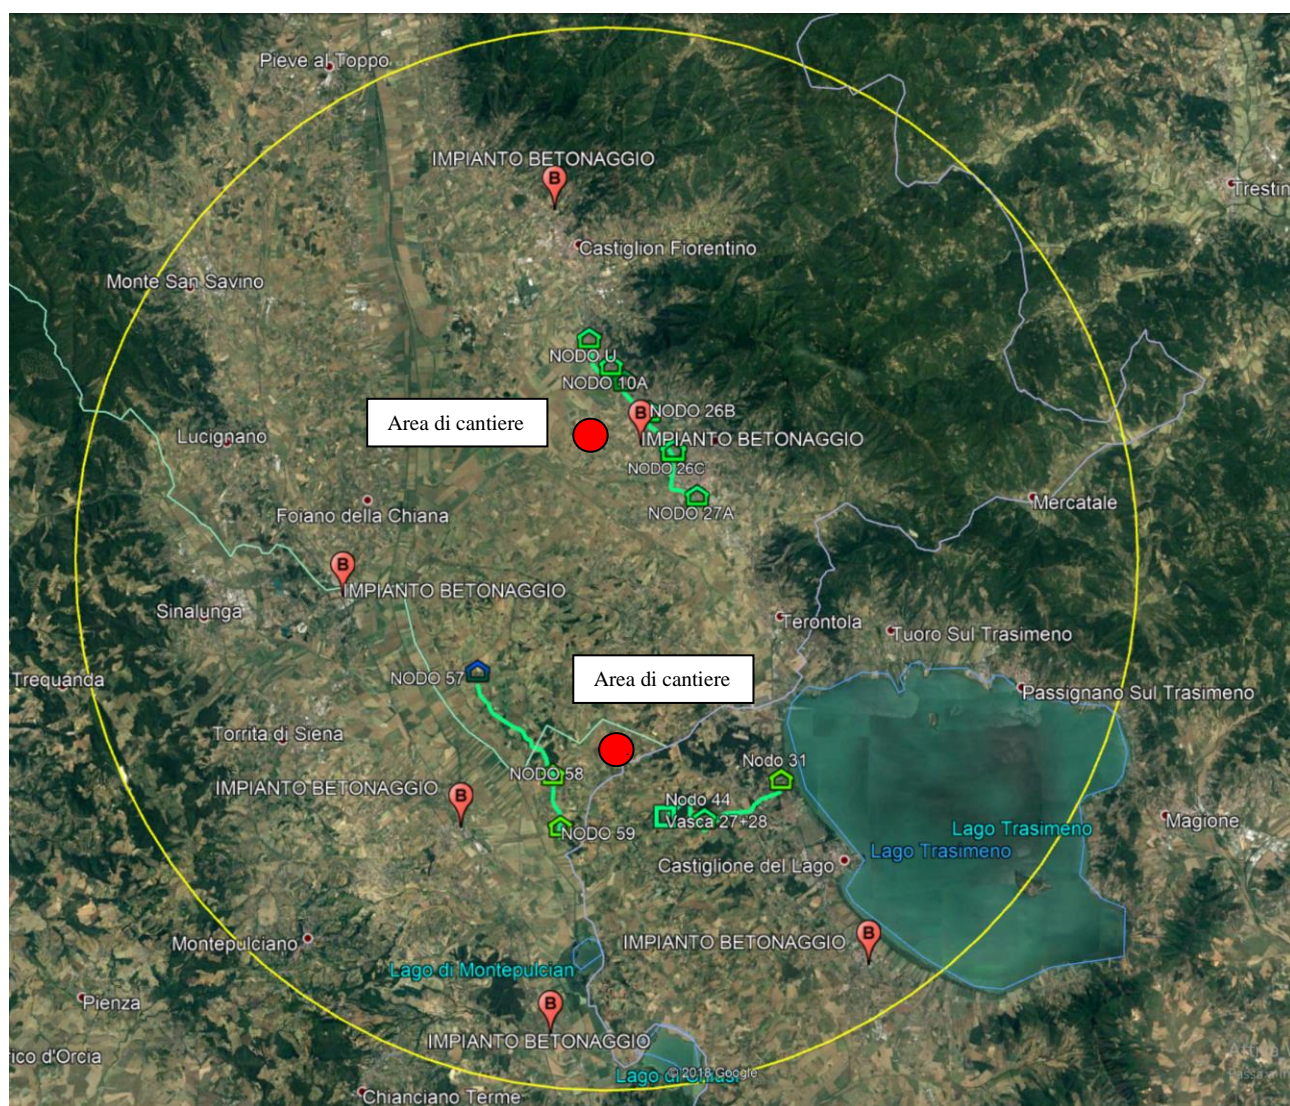 Pieve al Toppo
IMPIANTO BETONAGGIO
B
Trestin
Castiglion Fiorentino
Monte San Savino
NODO U
NODO 10A
Area di cantiere
B
NODO 26B
Lucignano
IMPIANTO BETONAGGIO
NODO 26C
Mercatale
Foiano della Chiana
NODO 27A
B
IMPIANTO BETONAGGIO
Sinalunga
Terontola
Tuoro Sul Trasimeno
Trequanda
NODO 57
Area di cantiere
Passignano Sul Trasimeno
Torrita di Siena
Nodo 31
NODO 58
IMPIANTO BETONAGGIO
B
Nodo 44
Vasca 27+28
NODO 59
Lago Trasimeno
Magione
Lago Trasimeno
Castiglione del Lago
Montepulciano
IMPIANTO BETONAGGIO
B
Lago di Montepulcian
Pienza
B
IMPIANTO BETONAGGIO
rico d'Orcia
Lago di Chiusi
© 2018 Google
Chianciano Terme